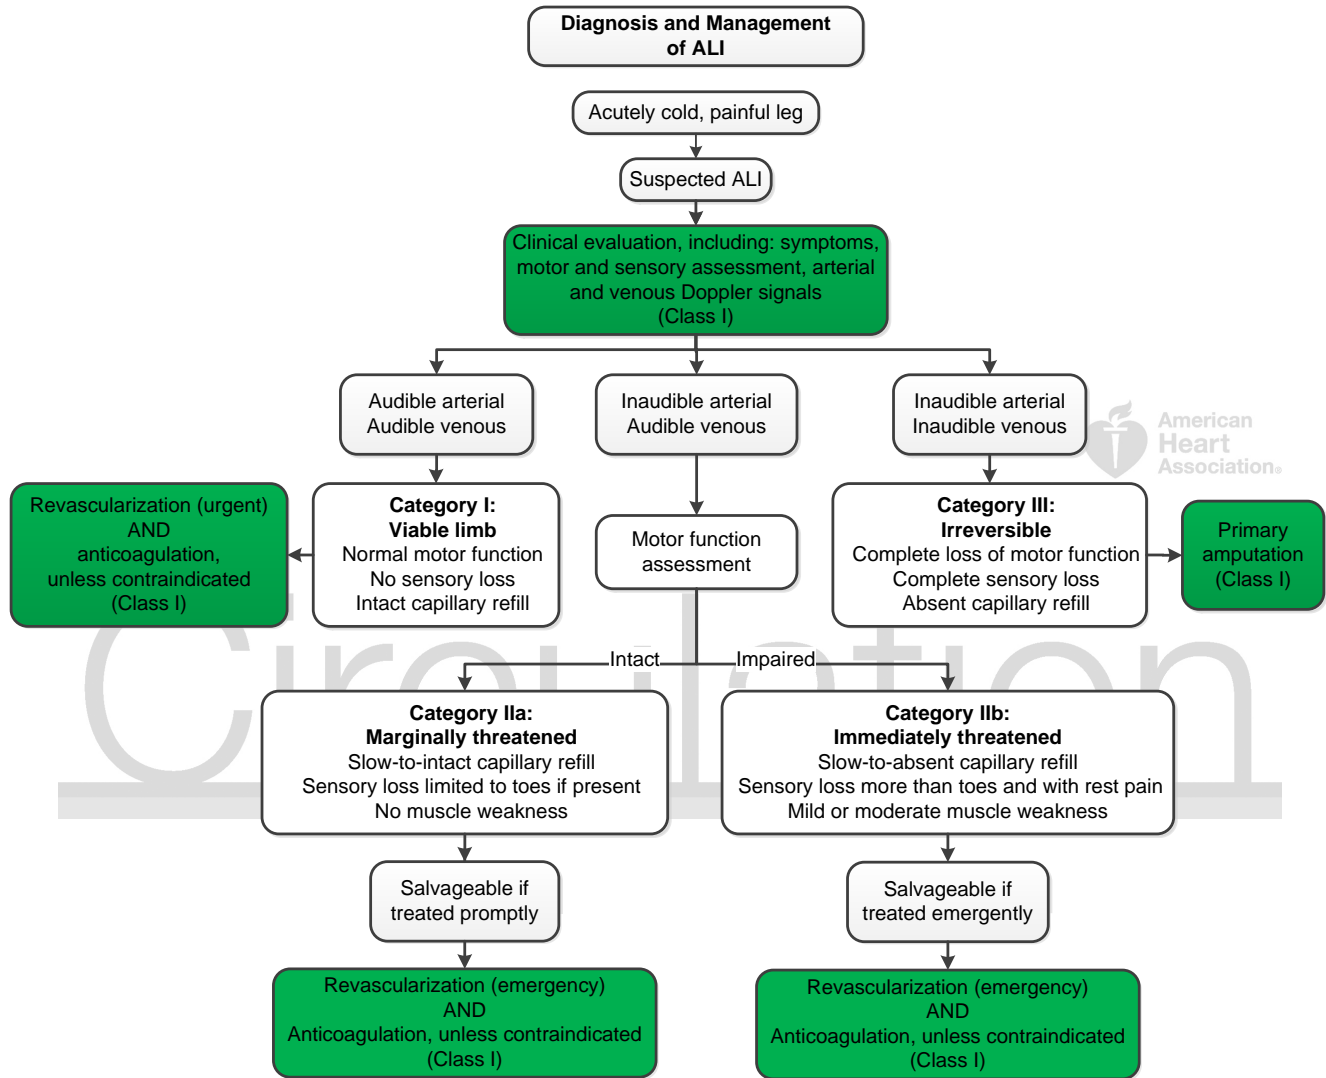 Diagnosis and Management
of ALI
Acutely cold, painful leg
Suspected ALI
Clinical evaluation, including: symptoms,
motor and sensory assessment, arterial
and venous Doppler signals
(Class I)
Audible arterial
Audible venous
Inaudible arterial
Audible venous
Inaudible arterial
Inaudible venous
American
Heart
Association®
Revascularization (urgent)
AND
anticoagulation,
unless contraindicated
(Class I)
Category I:
Viable limb
Normal motor function
No sensory loss
Intact capillary refill
Motor function
assessment
Category III:
Irreversible
Complete loss of motor function
Complete sensory loss
Absent capillary refill
Primary
amputation
(Class I)
Circulation
Intact
Impaired
Category IIa:
Marginally threatened
Slow-to-intact capillary refill
Sensory loss limited to toes if present
No muscle weakness
Category IIb:
Immediately threatened
Slow-to-absent capillary refill
Sensory loss more than toes and with rest pain
Mild or moderate muscle weakness
Salvageable if
treated promptly
Salvageable if
treated emergently
Revascularization (emergency)
AND
Anticoagulation, unless contraindicated
(Class I)
Revascularization (emergency)
AND
Anticoagulation, unless contraindicated
(Class I)